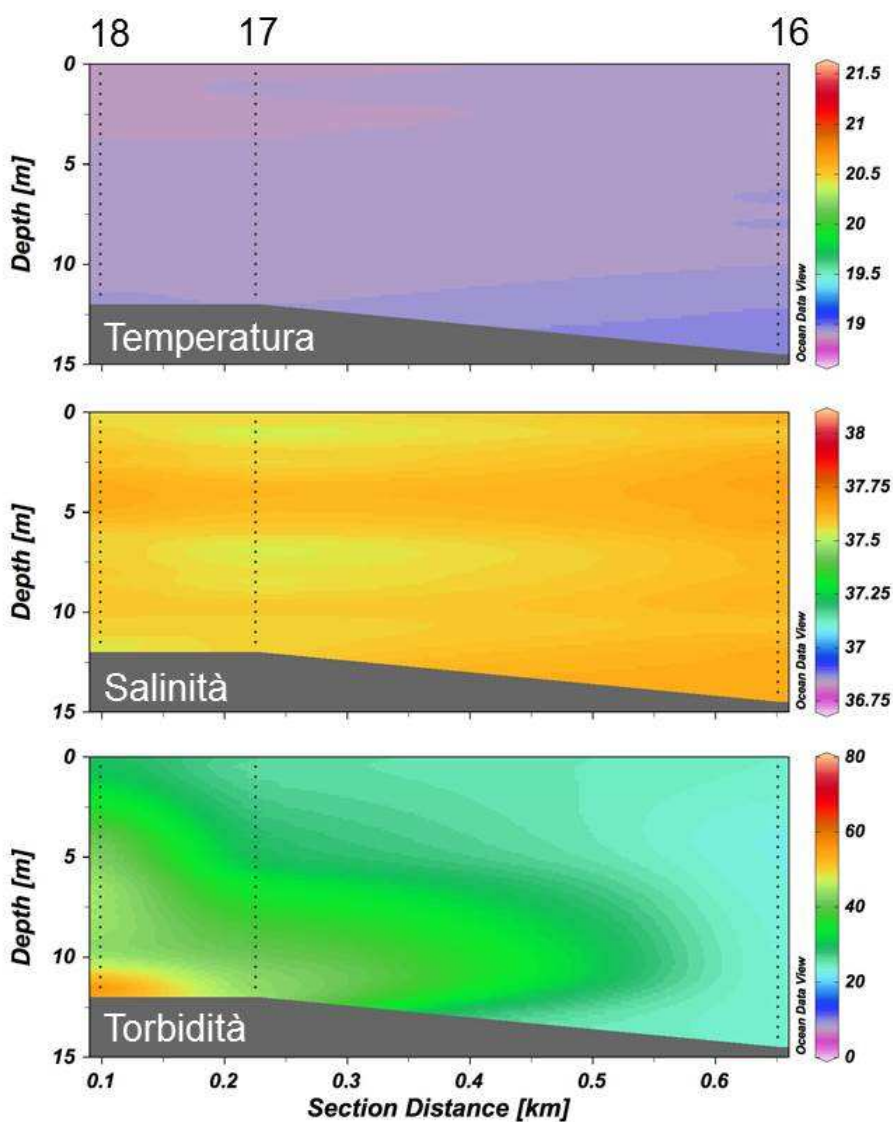 18 17 16
0
5
10
15
Depth [m]
Temperatura
21.5
21
20.5
20
19.5
19
Ocean Data View
0
5
10
15
Depth [m]
Salinità
38
37.75
37.5
37.25
37
36.75
Ocean Data View
0
5
10
15
Depth [m]
Torbidità
80
60
40
20
0
Ocean Data View
0.1 0.2 0.3 0.4 0.5 0.6
Section Distance [km]